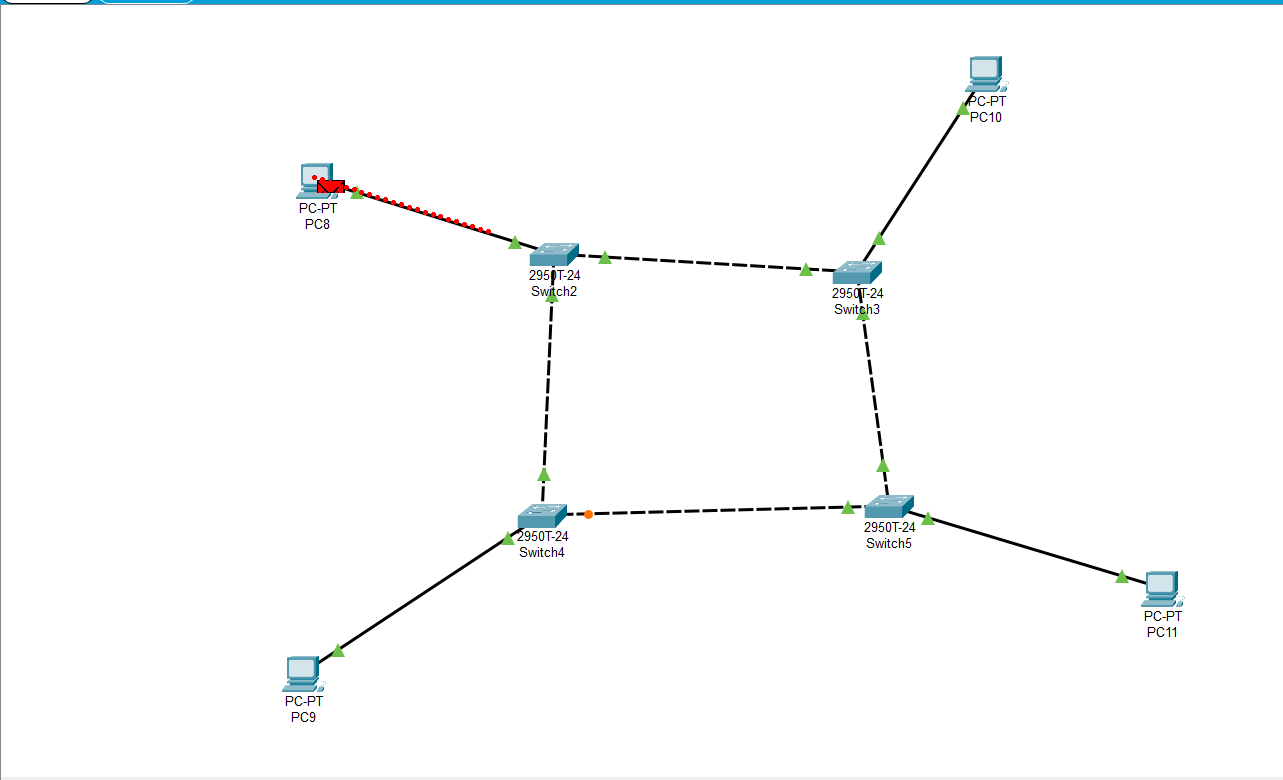 PC-PT
PC10
PC-PT
PC8
2950T-24
Switch2
2950T-24
Switch3
2950T-24
Switch4
2950T-24
Switch5
PC-PT
PC11
PC-PT
PC9